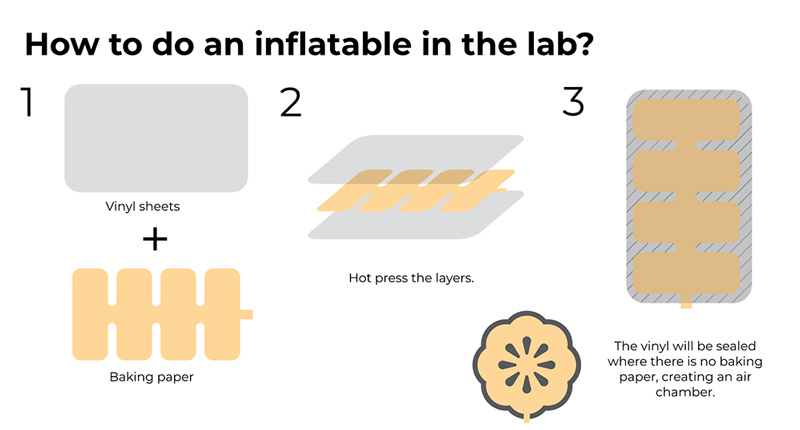 How to do an inflatable in the lab?
1
Vinyl sheets
+
Baking paper
2
Hot press the layers.
3
The vinyl will be sealed
where there is no baking
paper, creating an air
chamber.